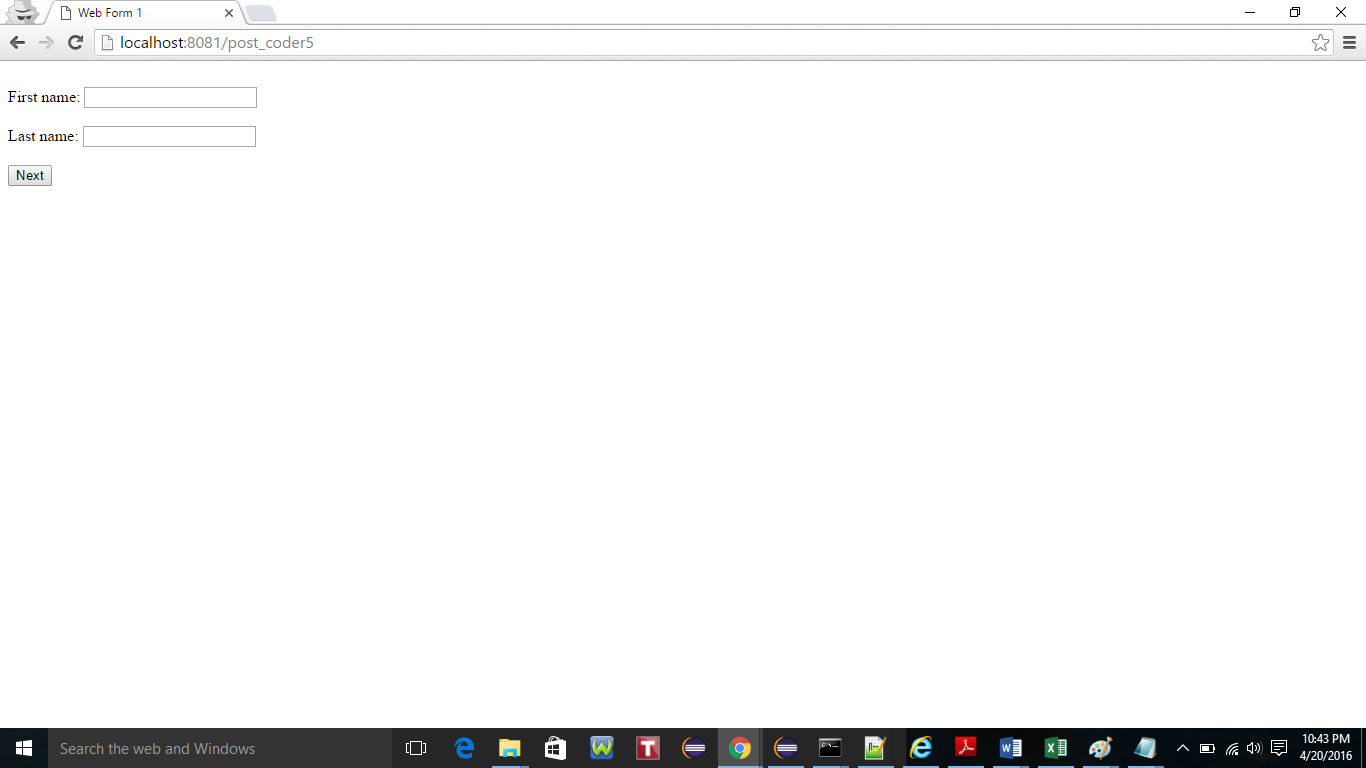 Web Form 1
localhost:8081/post_coder5
First name:
Last name:
Next
Search the web and Windows
10:43 PM
4/20/2016